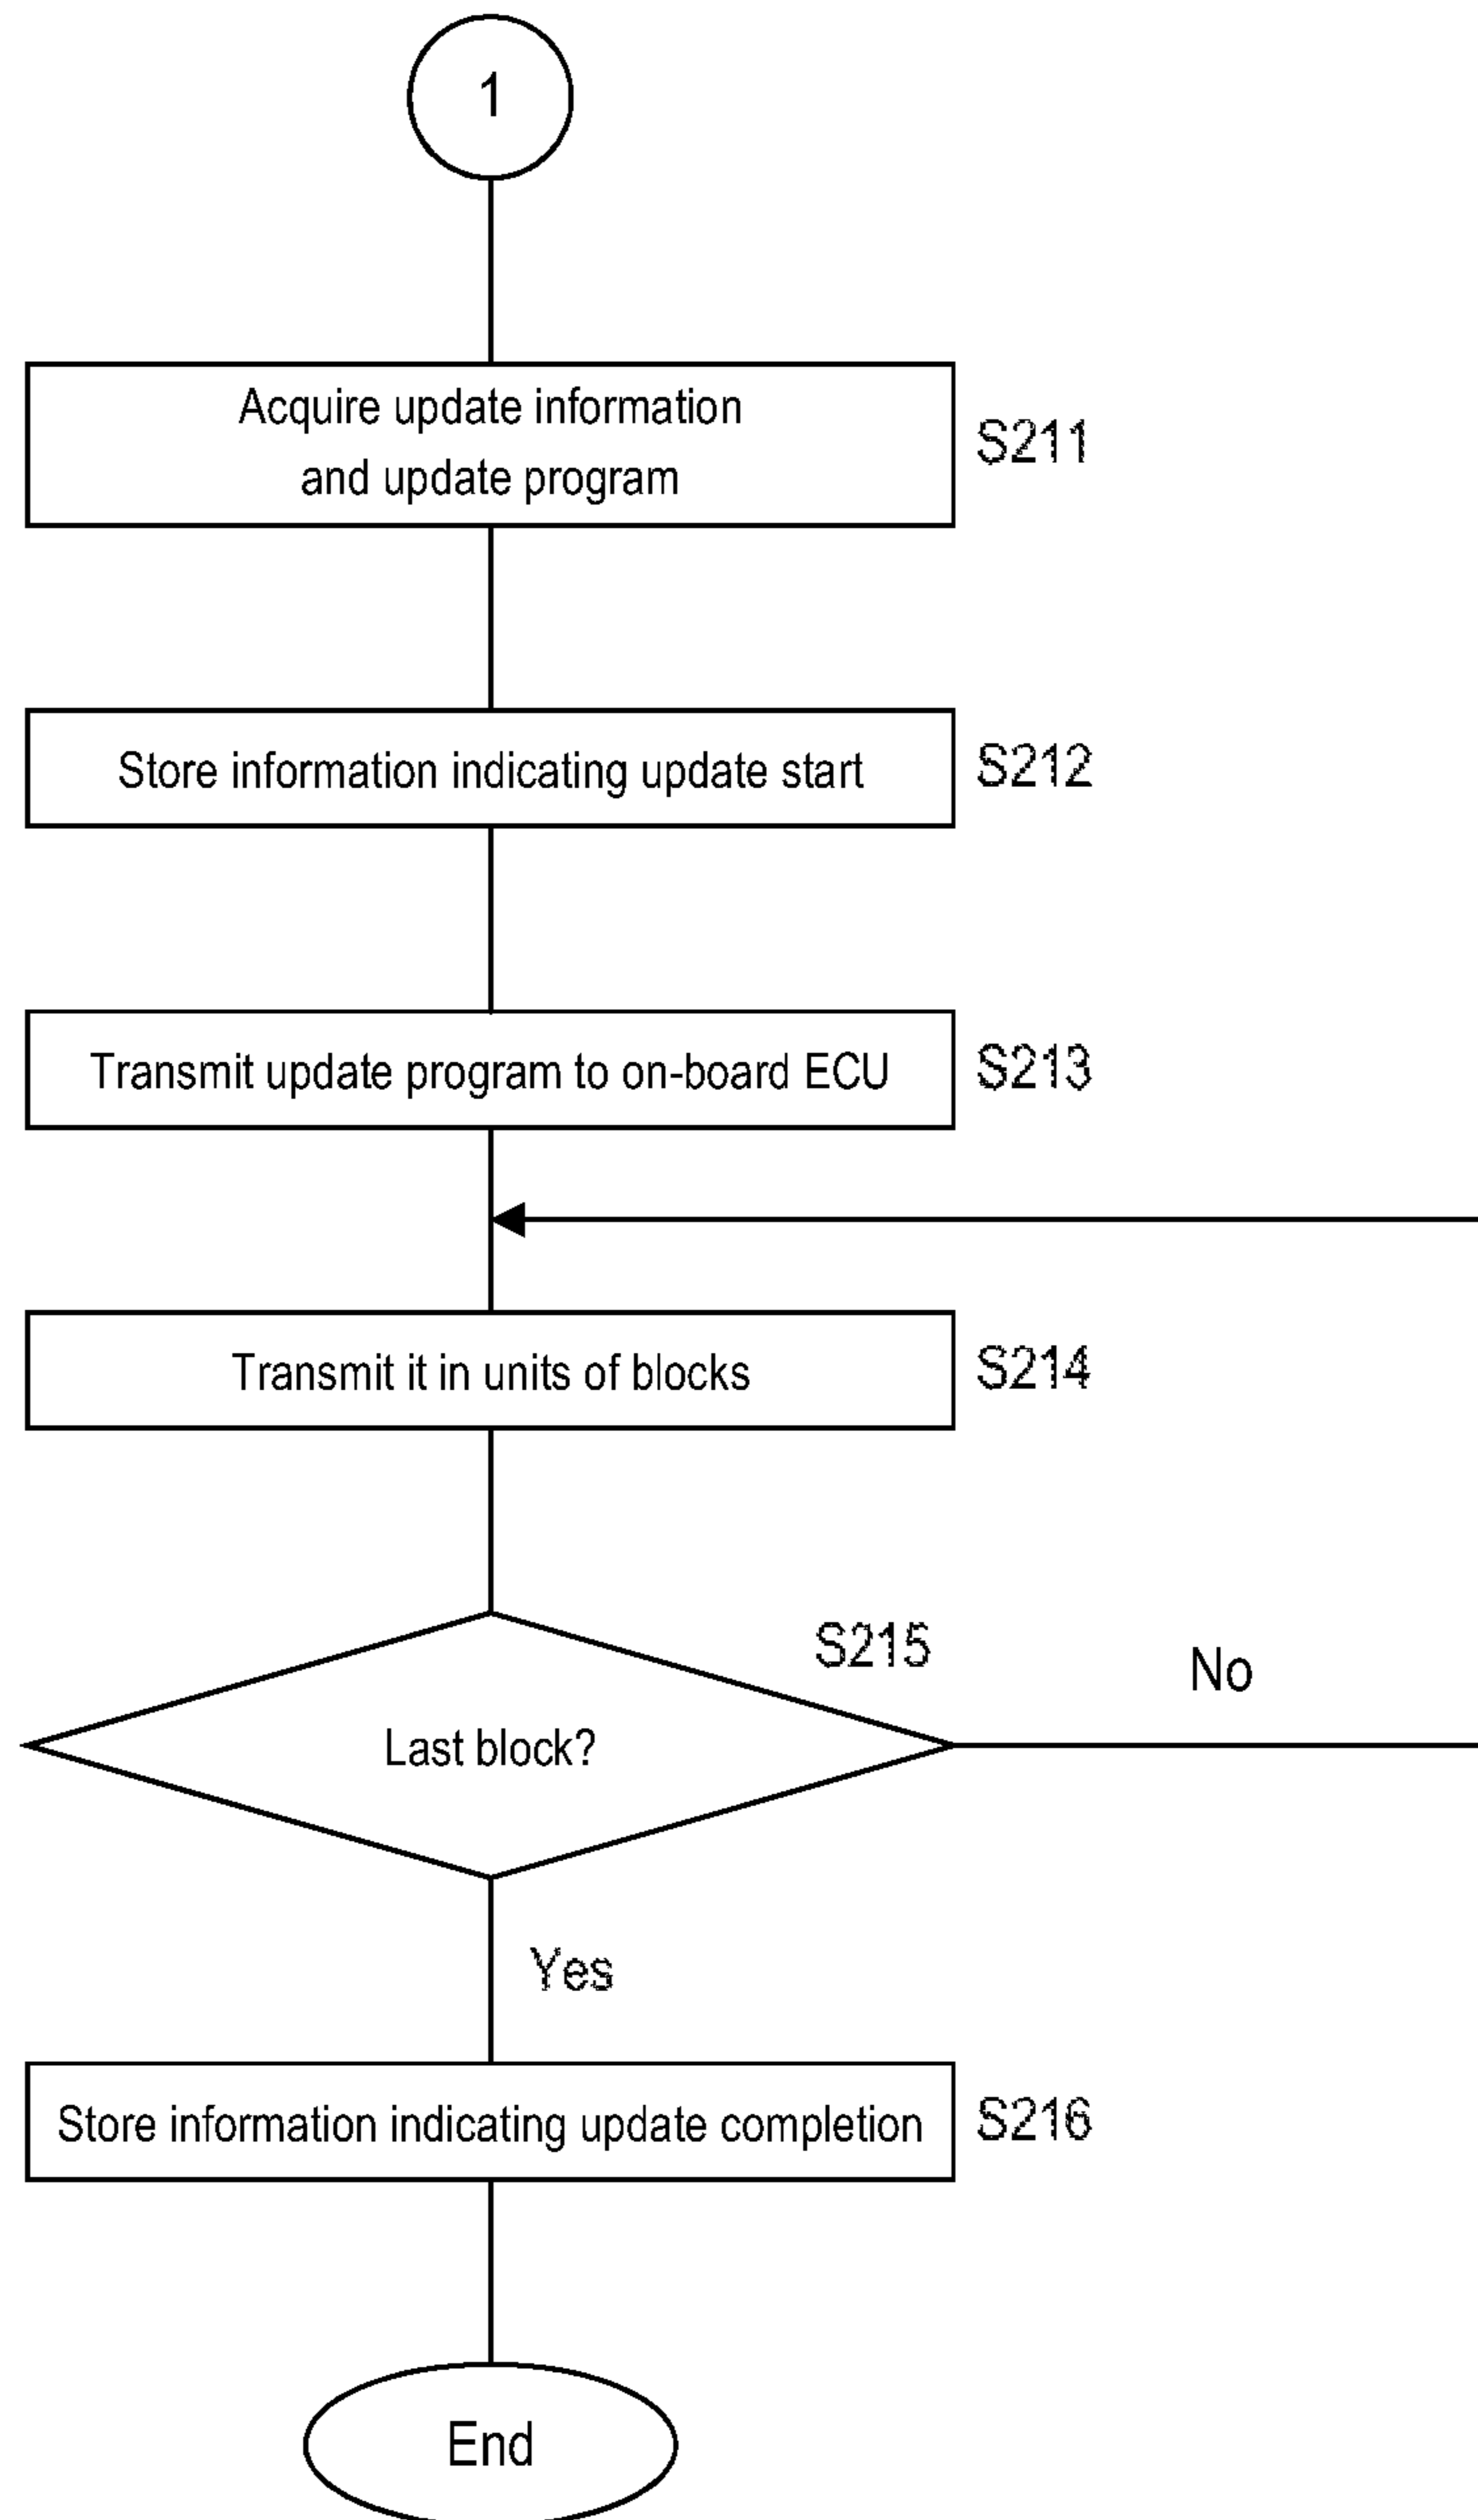 1
Acquire update information
and update program
S211
Store information indicating update start
S212
Transmit update program to on-board ECU
S213
Transmit it in units of blocks
S214
S215
No
Last block?
Yes
Store information indicating update completion
S216
End